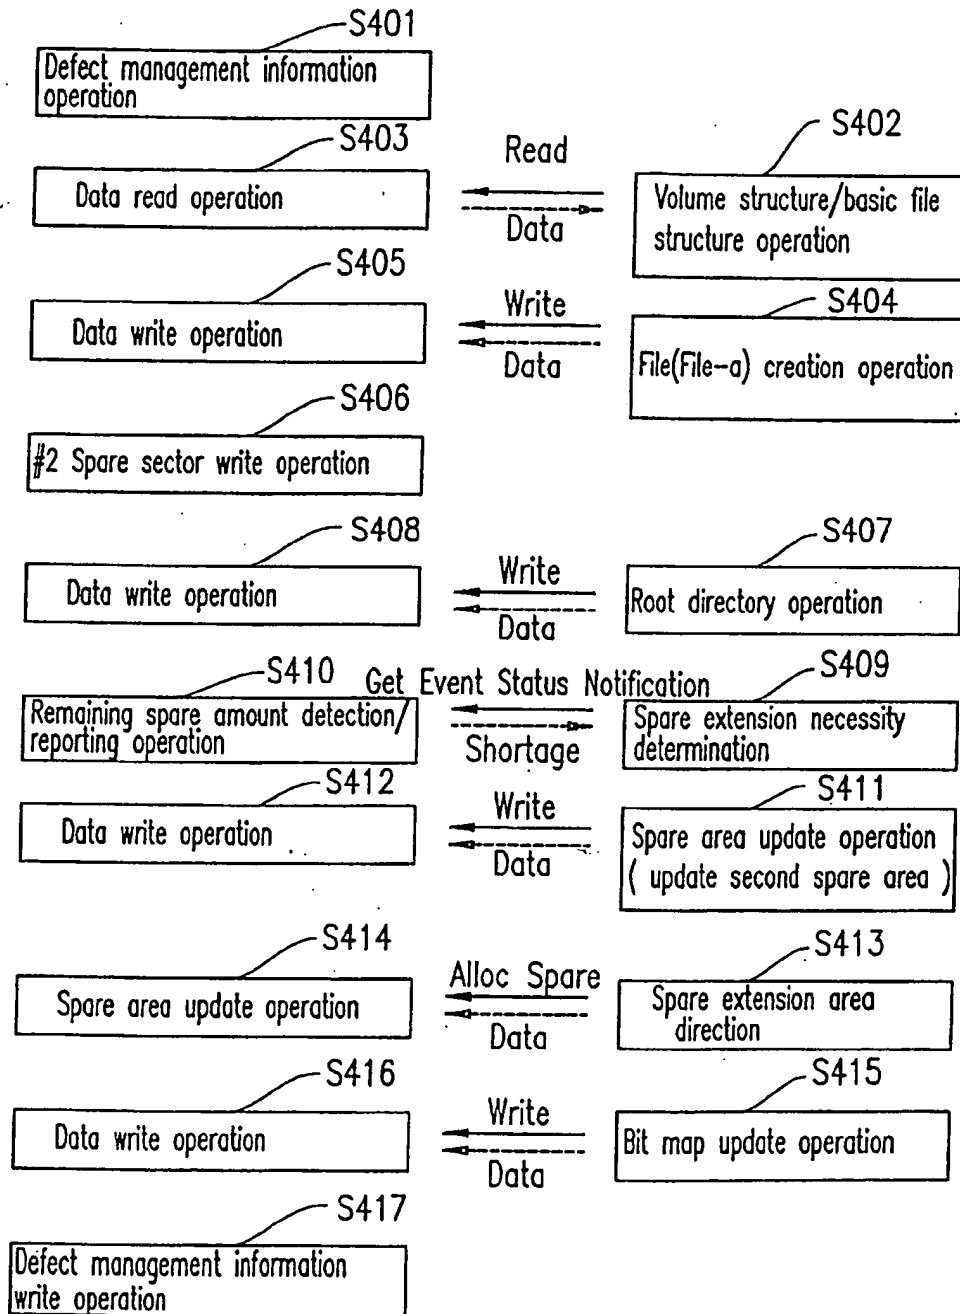 S401
Defect management information
operation
S403
Data read operation
Read
Data
S402
Volume structure/basic file
structure operation
S405
Data write operation
Write
Data
S404
File(File-a) creation operation
S406
#2 Spare sector write operation
S408
Data write operation
Write
Data
S407
Root directory operation
S410
Remaining spare amount detection/
reporting operation
Get Event Status Notification
Shortage
S409
Spare extension necessity
determination
S412
Data write operation
Write
Data
S411
Spare area update operation
( update second spare area )
S414
Spare area update operation
Alloc Spare
Data
S413
Spare extension area
direction
S416
Data write operation
Write
Data
S415
Bit map update operation
S417
Defect management information
write operation